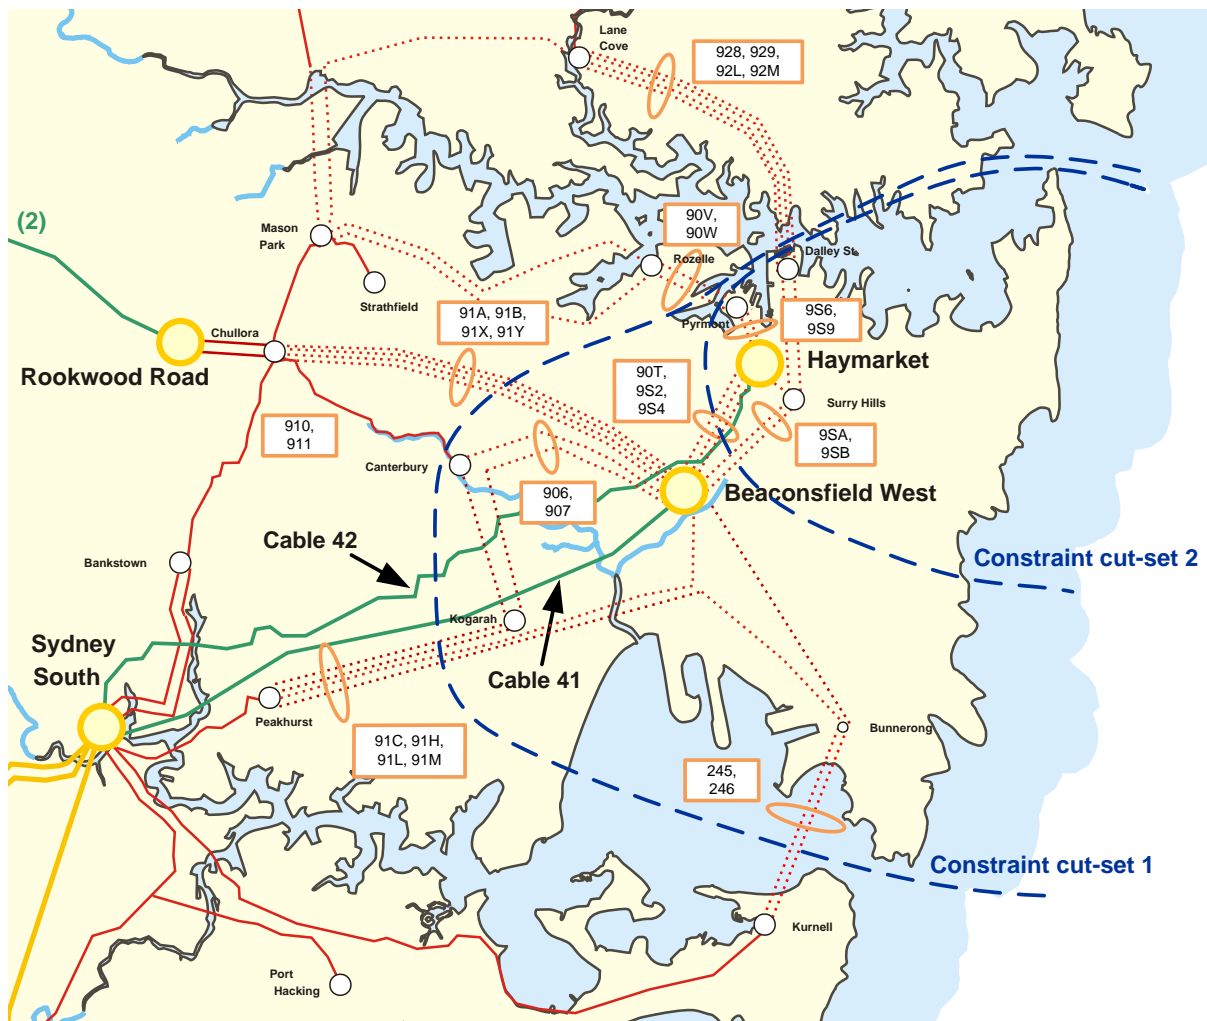 Lane
Cove
928, 929,
92L, 92M
(2)
Mason
Park
90V,
90W
Rozelle
Dalley St.
Strathfield
91A, 91B,
91X, 91Y
Pyrmont
9S6,
9S9
Chullora
Rookwood Road
Haymarket
90T,
9S2,
9S4
Surry Hills
910,
911
9SA,
9SB
Canterbury
906,
907
Beaconsfield West
Cable 42
Bankstown
Constraint cut-set 2
Kogarah
Sydney
South
Cable 41
Peakhurst
Bunnerong
91C, 91H,
91L, 91M
245,
246
Constraint cut-set 1
Kurnell
Port
Hacking